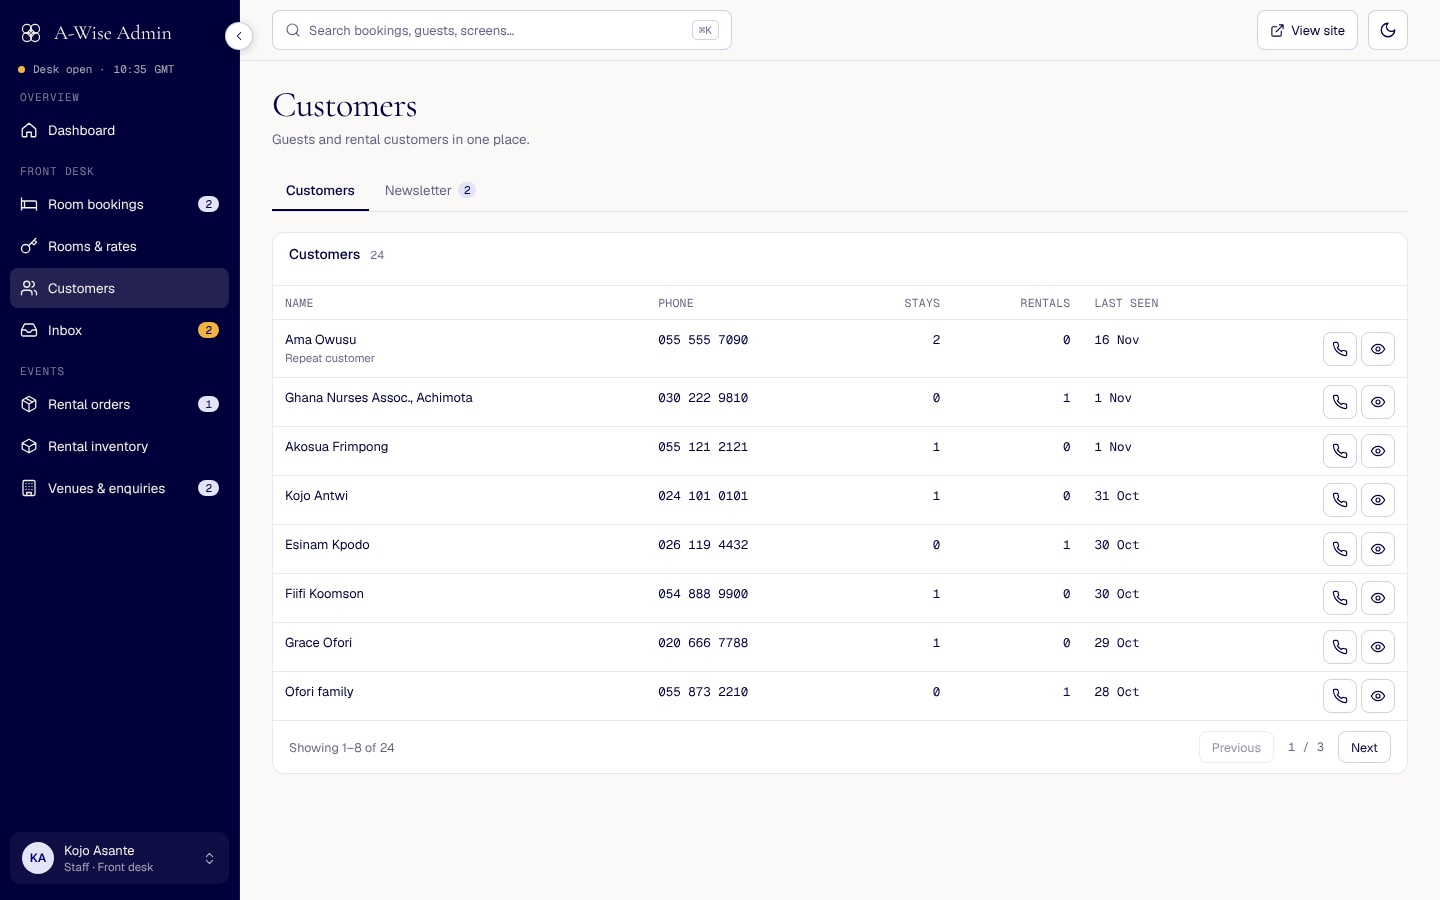 A-Wise Admin
Desk open · 10:35 GMT
OVERVIEW
Dashboard
FRONT DESK
Room bookings 2
Rooms & rates
Customers
Inbox 2
EVENTS
Rental orders 1
Rental inventory
Venues & enquiries 2
KA
Kojo Asante
Staff · Front desk
Search bookings, guests, screens... ⌘K
View site
Customers
Guests and rental customers in one place.
Customers Newsletter 2
Customers 24
NAME PHONE STAYS RENTALS LAST SEEN
Ama Owusu 055 555 7090 2 0 16 Nov
Repeat customer
Ghana Nurses Assoc., Achimota 030 222 9810 0 1 1 Nov
Akosua Frimpong 055 121 2121 1 0 1 Nov
Kojo Antwi 024 101 0101 1 0 31 Oct
Esinam Kpodo 026 119 4432 0 1 30 Oct
Fiifi Koomson 054 888 9900 1 0 30 Oct
Grace Ofori 020 666 7788 1 0 29 Oct
Ofori family 055 873 2210 0 1 28 Oct
Showing 1–8 of 24 Previous 1 / 3 Next